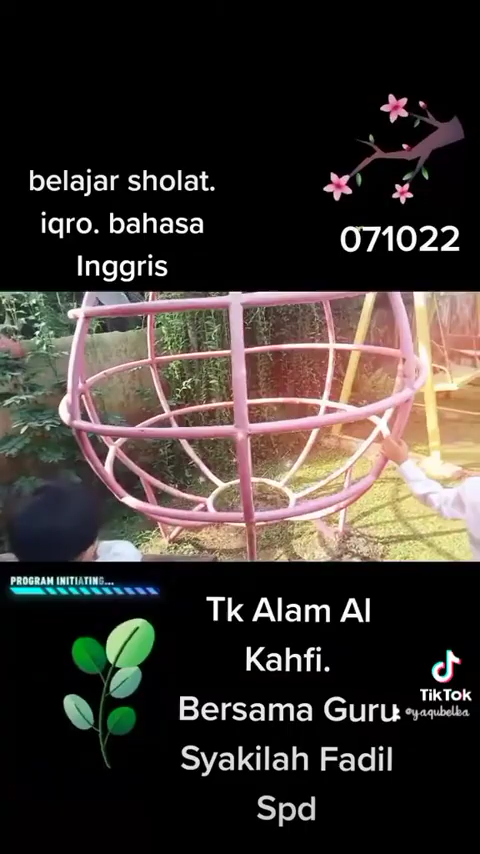 belajar sholat.
iqro. bahasa
Inggris
071022
PROGRAM INITIATING...
Tk Alam Al
Kahfi.
Bersama Guru
Syakilah Fadil
Spd
TikTok
@yaqubelka